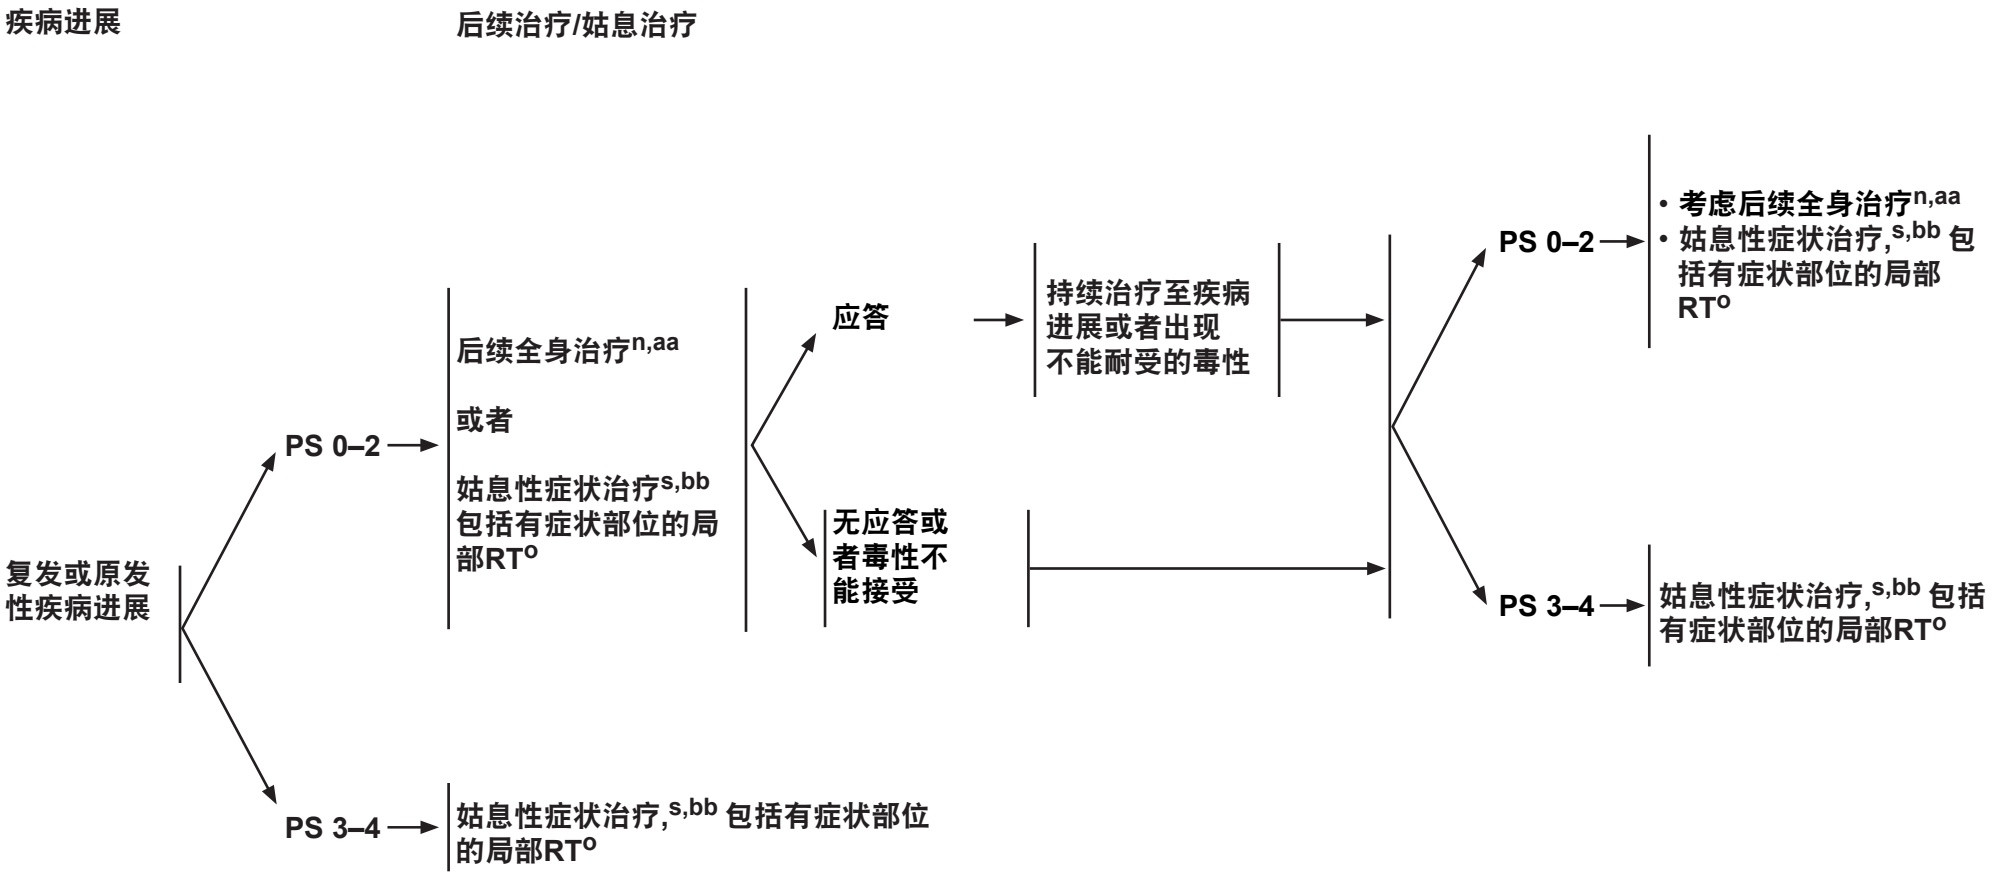 疾病进展
后续治疗/姑息治疗
复发或原发
性疾病进展
PS 0–2
后续全身治疗n,aa
或者
姑息性症状治疗s,bb
包括有症状部位的局
部RTo
应答
持续治疗至疾病
进展或者出现
不能耐受的毒性
无应答或
者毒性不
能接受
PS 0–2
• 考虑后续全身治疗n,aa
• 姑息性症状治疗,s,bb 包
括有症状部位的局部
RTo
PS 3–4
姑息性症状治疗,s,bb 包括
有症状部位的局部RTo
PS 3–4
姑息性症状治疗,s,bb 包括有症状部位
的局部RTo